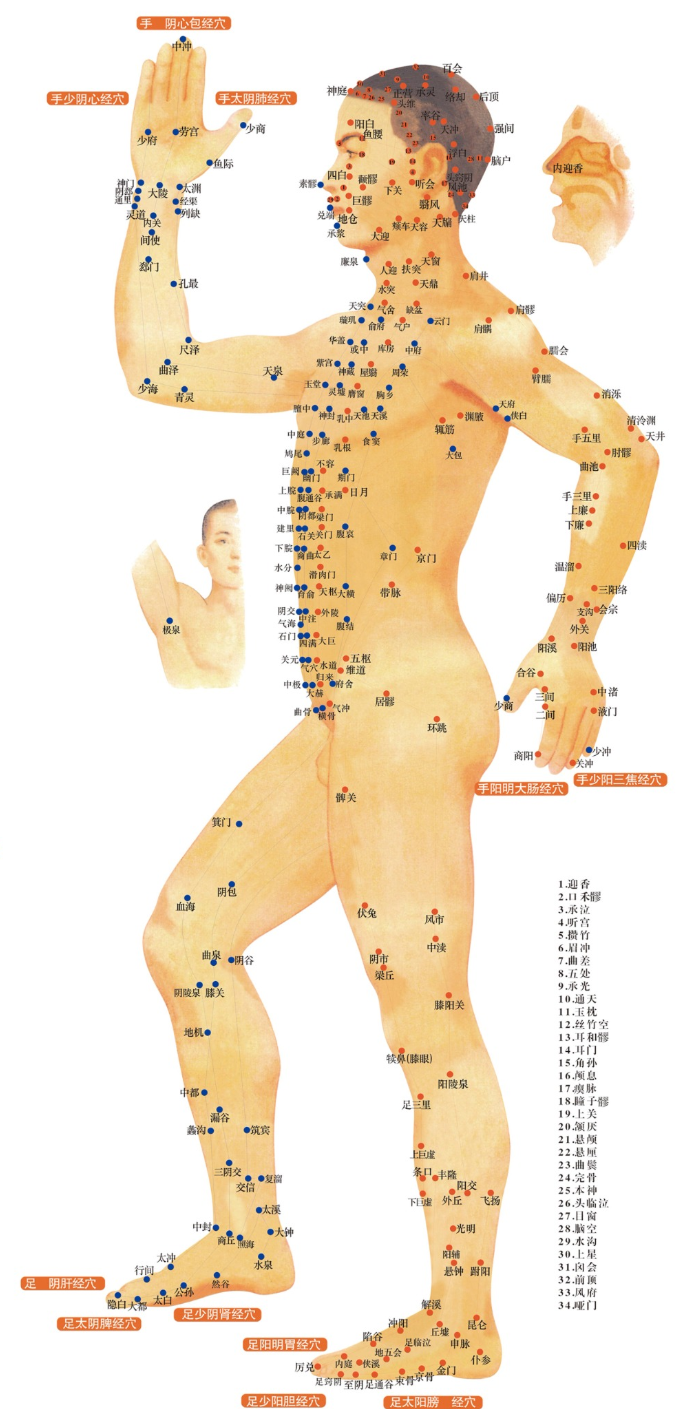 手 阴心包经穴
中冲
手少阴心经穴
手太阴肺经穴
少商
少府
劳宫
鱼际
神门
阴郄
通里
灵道
大陵
太渊
经渠
列缺
内关
间使
郄门
孔最
尺泽
曲泽
少海
青灵
天泉
百会
神庭
正营
承灵
络却
后顶
头维
率谷
天冲
强间
阳白
鱼腰
浮白
脑户
头窍阴
风池
素髎
四白
颧髎
下关
听会
翳风
巨髎
兑端
地仓
承浆
大迎
颊车
天容
天牖
天柱
内迎香
廉泉
人迎
扶突
天窗
水突
天鼎
肩井
天突
气舍
缺盆
璇玑
俞府
气户
云门
肩髃
肩髎
华盖
彧中
库房
中府
臑会
紫宫
神藏
屋翳
周荣
臂臑
玉堂
灵墟
膺窗
胸乡
消泺
膻中
神封
乳中
天池
天溪
辄筋
渊腋
天府
侠白
清泠渊
天井
中庭
步廊
乳根
食窦
手五里
肘髎
鸠尾
大包
曲池
巨阙
幽门
不容
期门
上脘
腹通谷
承满
日月
手三里
上廉
下廉
中脘
阴都
梁门
建里
石关
关门
腹哀
四渎
下脘
商曲
太乙
章门
京门
水分
滑肉门
温溜
神阙
肓俞
天枢
大横
带脉
三阳络
偏历
支沟
会宗
阴交
中注
外陵
外关
气海
腹结
石门
四满
大巨
阳溪
阳池
关元
气穴
水道
五枢
归来
维道
合谷
中极
大赫
府舍
居髎
三间
二间
少商
中渚
液门
曲骨
横骨
气冲
环跳
商阳
少冲
关冲
手少阳三焦经穴
手阳明大肠经穴
极泉
髀关
箕门
阴包
血海
伏兔
风市
中渎
曲泉
阴谷
阴市
梁丘
阴陵泉
膝关
膝阳关
地机
犊鼻(膝眼)
阳陵泉
中都
足三里
漏谷
蠡沟
筑宾
上巨虚
三阴交
交信
复溜
条口
丰隆
阳交
下巨虚
外丘
飞扬
太溪
中封
商丘
照海
大钟
光明
阳辅
悬钟
跗阳
水泉
太冲
行间
然谷
公孙
太白
大都
隐白
足 阴肝经穴
足太阴脾经穴
足少阴肾经穴
解溪
冲阳
丘墟
昆仑
申脉
仆参
陷谷
足临泣
地五会
足阳明胃经穴
厉兑
内庭
侠溪
金门
京骨
束骨
足通谷
至阴
足窍阴
足少阳胆经穴
足太阳膀 经穴
1.迎香
2.口禾髎
3.承泣
4.听宫
5.攒竹
6.眉冲
7.曲差
8.五处
9.承光
10.通天
11.玉枕
12.丝竹空
13.耳和髎
14.耳门
15.角孙
16.颅息
17.瘈脉
18.瞳子髎
19.上关
20.颔厌
21.悬颅
22.悬厘
23.曲鬓
24.完骨
25.本神
26.头临泣
27.目窗
28.脑空
29.水沟
30.上星
31.囟会
32.前顶
33.风府
34.哑门